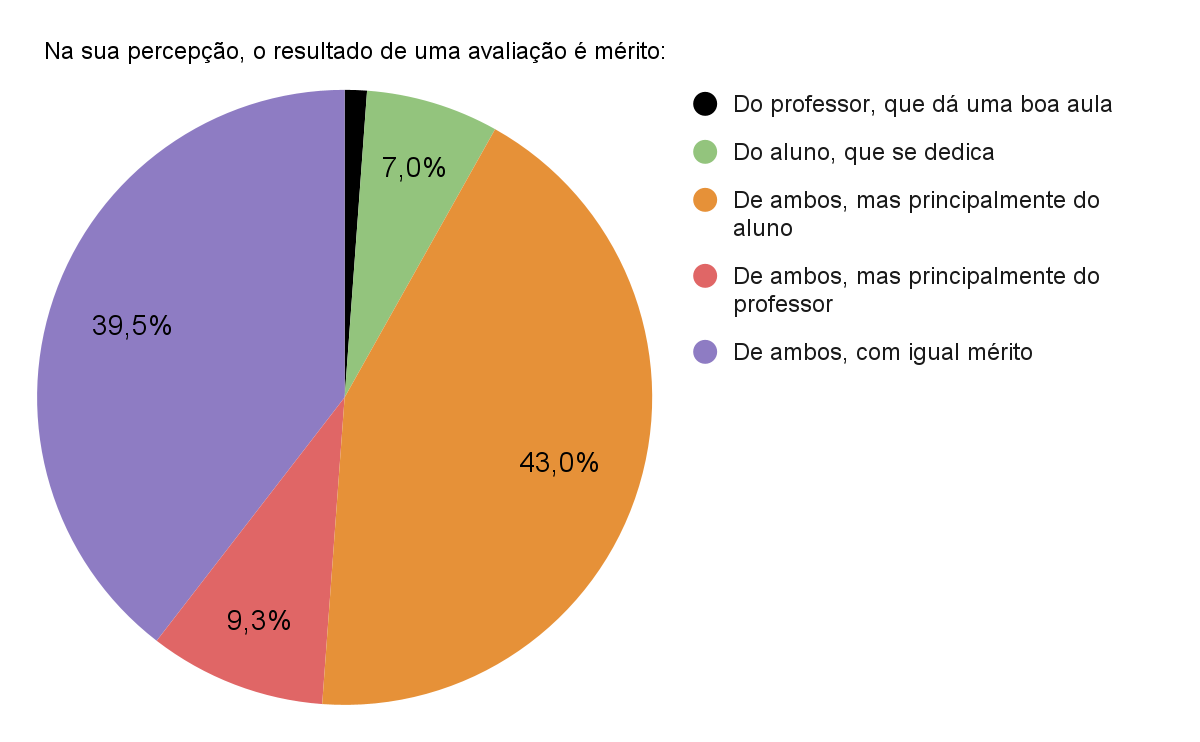 Na sua percepção, o resultado de uma avaliação é mérito:
Do professor, que dá uma boa aula
Do aluno, que se dedica
De ambos, mas principalmente do
aluno
De ambos, mas principalmente do
professor
De ambos, com igual mérito
7,0%
39,5%
43,0%
9,3%